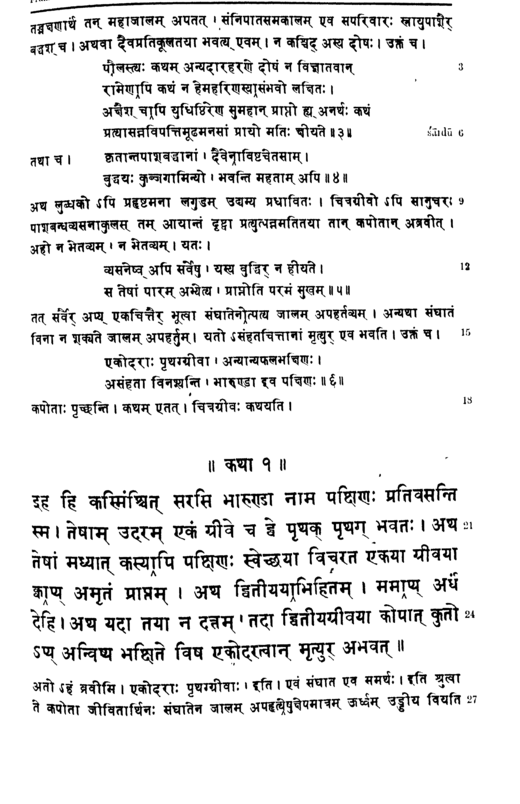 तद्भक्षणार्थं तन् महाजालम् अपतत् । संनिपातसमकालम् एव सपरिवारः स्नायुपाशैर्
बद्धश् च । अथवा दैवप्रतिकूलतया भवत्य् एवम् । न कश्चिद् अस्य दोषः । उक्तं च ।
पौलस्त्यः कथम् अन्यदारहरणे दोषं न विज्ञातवान् 3
रामेणापि कथं न हेमहरिणस्यासंभवो लक्षितः ।
अक्षैश् चापि युधिष्ठिरेण सुमहान् प्राप्तो ह्य् अनर्थः कथं
प्रत्यासन्नविपत्तिमूढमनसां प्रायो मतिः क्षीयते ॥३॥ śārdū 6
तथा च । कृतान्तपाशबद्धानां । दैवेनाविष्टचेतसाम् ।
बुद्धयः कुब्जगामिन्यो । भवन्ति महताम् अपि ॥४॥
अथ लुब्धको ऽपि प्रहृष्टमना लगुडम् उद्यम्य प्रधावितः । चित्रग्रीवो ऽपि सानुचरः 9
पाशबन्धव्यसनाकुलस् तम् आयान्तं दृष्ट्वा प्रत्युत्पन्नमतितया तान् कपोतान् अब्रवीत् ।
अहो न भेतव्यम् । न भेतव्यम् । यतः ।
व्यसनेष्व् अपि सर्वेषु । यस्य बुद्धिर् न हीयते । 12
स तेषां पारम् अभ्येत्य । प्राप्नोति परमं सुखम् ॥५॥
तत् सर्वैर् अप्य् एकचित्तैर् भूत्वा संघातेनोत्पत्य जालम् अपहर्तव्यम् । अन्यथा संघातं
विना न शक्यते जालम् अपहर्तुम् । यतो ऽसंहतचित्तानां मृत्युर् एव भवति । उक्तं च । 15
एकोदराः पृथग्ग्रीवा । अन्यान्यफलभक्षिणः ।
असंहता विनश्यन्ति । भारुण्डा इव पक्षिणः ॥६॥
कपोताः पृच्छन्ति । कथम् एतत् । चित्रग्रीवः कथयति । 18
॥ कथा १ ॥
इह हि कस्मिंश्चित् सरसि भारुण्डा नाम पक्षिणः प्रतिवसन्ति
स्म । तेषाम् उदरम् एकं ग्रीवे च द्वे पृथक् पृथग् भवतः । अथ 21
तेषां मध्यात् कस्यापि पक्षिणः स्वेच्छया विचरत एकया ग्रीवया
क्वाप्य् अमृतं प्राप्तम् । अथ द्वितीययाभिहितम् । ममाप्य् अर्धं
देहि । अथ यदा तया न दत्तम् । तदा द्वितीयग्रीवया कोपात् कुतो 24
ऽप्य् अन्विष्य भक्षिते विष एकोदरत्वान् मृत्युर् अभवत् ॥
अतो ऽहं ब्रवीमि । एकोदराः पृथग्ग्रीवाः । इति । एवं संघात एव समर्थः । इति श्रुत्वा
ते कपोता जीवितार्थिनः संघातेन जालम् अपहृत्येषुक्षेपमात्रम् ऊर्ध्वम् उड्डीय वियति 27